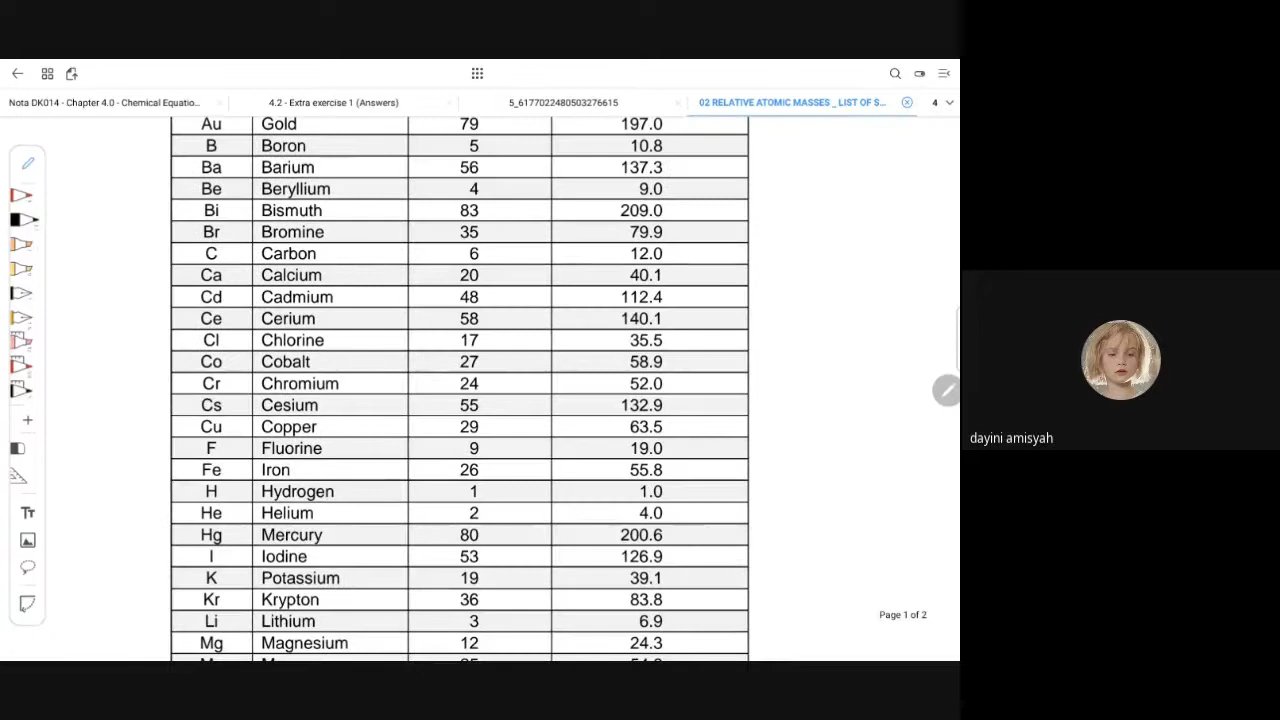 Nota DK014 - Chapter 4.0 - Chemical Equatio... 4.2 - Extra exercise 1 (Answers) 5_6177022480503276615 02 RELATIVE ATOMIC MASSES _ LIST OF S... 4
Au Gold 79 197.0
B Boron 5 10.8
Ba Barium 56 137.3
Be Beryllium 4 9.0
Bi Bismuth 83 209.0
Br Bromine 35 79.9
C Carbon 6 12.0
Ca Calcium 20 40.1
Cd Cadmium 48 112.4
Ce Cerium 58 140.1
Cl Chlorine 17 35.5
Co Cobalt 27 58.9
Cr Chromium 24 52.0
Cs Cesium 55 132.9
Cu Copper 29 63.5
F Fluorine 9 19.0
Fe Iron 26 55.8
H Hydrogen 1 1.0
He Helium 2 4.0
Hg Mercury 80 200.6
I Iodine 53 126.9
K Potassium 19 39.1
Kr Krypton 36 83.8
Li Lithium 3 6.9
Mg Magnesium 12 24.3
Page 1 of 2
Tт
dayini amisyah